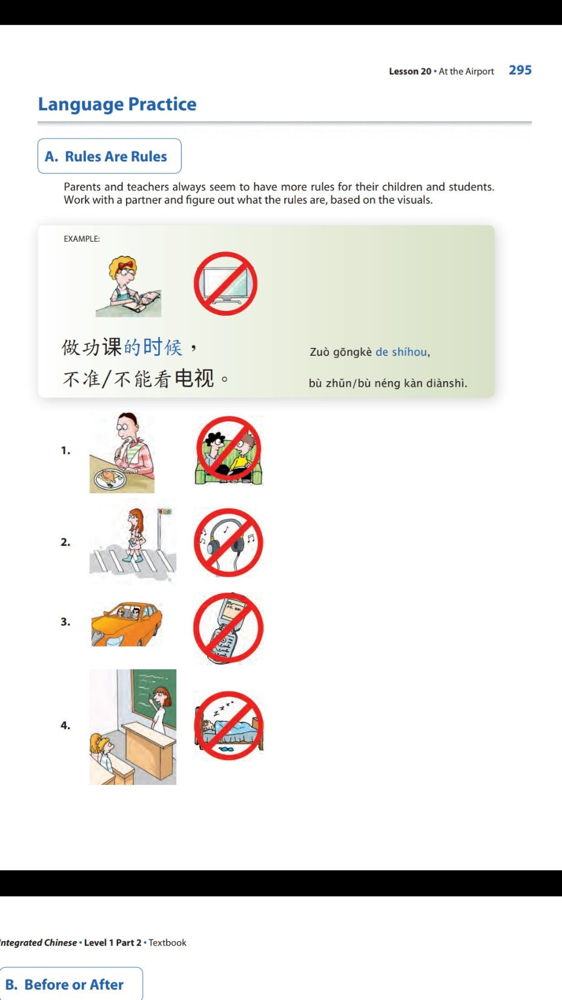 Lesson 20 • At the Airport 295
Language Practice
A. Rules Are Rules
Parents and teachers always seem to have more rules for their children and students.
Work with a partner and figure out what the rules are, based on the visuals.
EXAMPLE:
做功课的时候，
Zuò gōngkè de shíhou,
不准/不能看电视。
bù zhǔn/bù néng kàn diànshì.
1.
2.
3.
4.
zzzz
ntegrated Chinese • Level 1 Part 2 • Textbook
B. Before or After